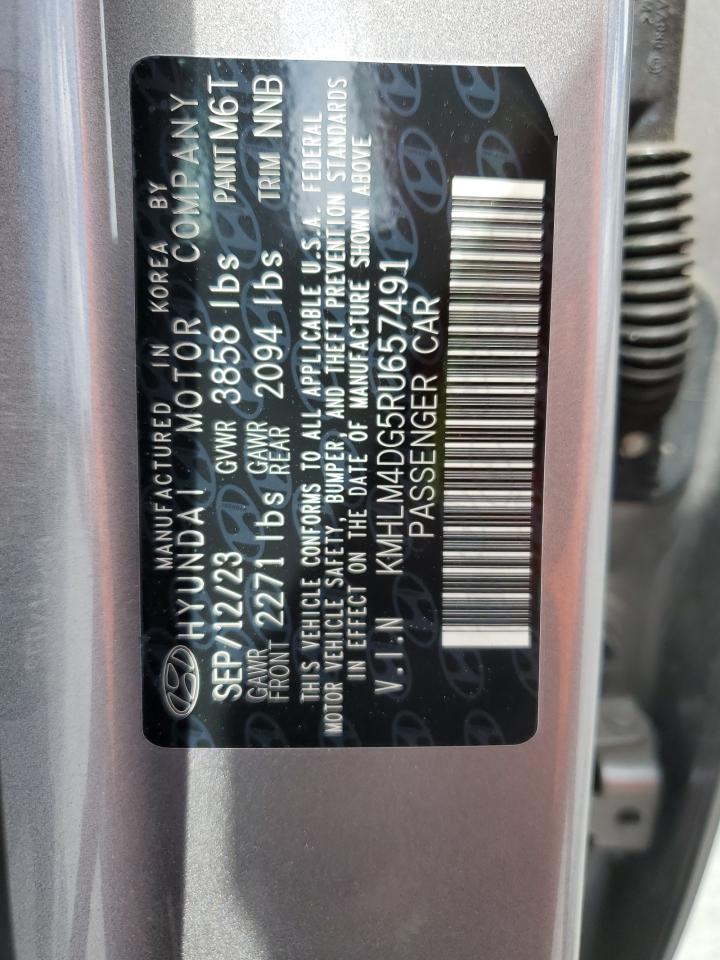 MANUFACTURED IN KOREA BY
HYUNDAI MOTOR COMPANY
SEP/12/23 GVWR 3858 lbs PAINT M6T
GAWR FRONT 2271 lbs GAWR REAR 2094 lbs TRIM NNB
THIS VEHICLE CONFORMS TO ALL APPLICABLE U.S.A. FEDERAL
MOTOR VEHICLE SAFETY, BUMPER, AND THEFT PREVENTION STANDARDS
IN EFFECT ON THE DATE OF MANUFACTURE SHOWN ABOVE
V.I.N KMHLM4DG5RU657491
PASSENGER CAR